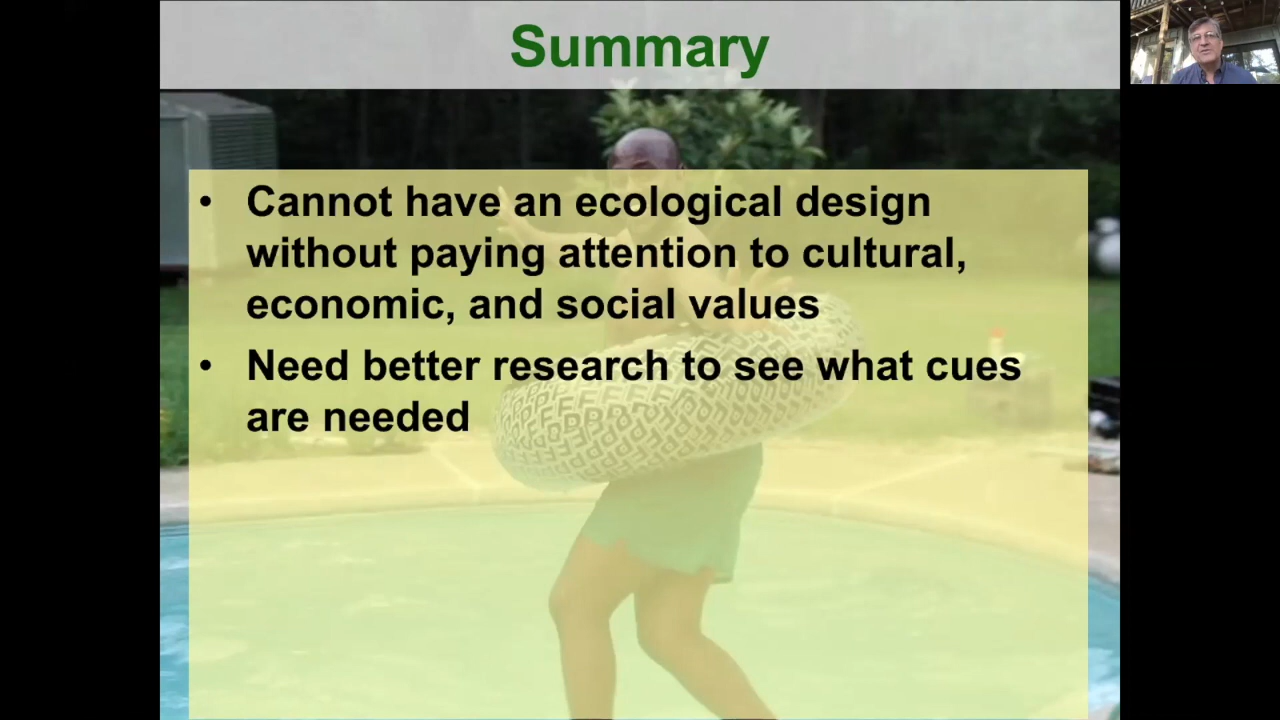 Summary
• Cannot have an ecological design
without paying attention to cultural,
economic, and social values
• Need better research to see what cues
are needed